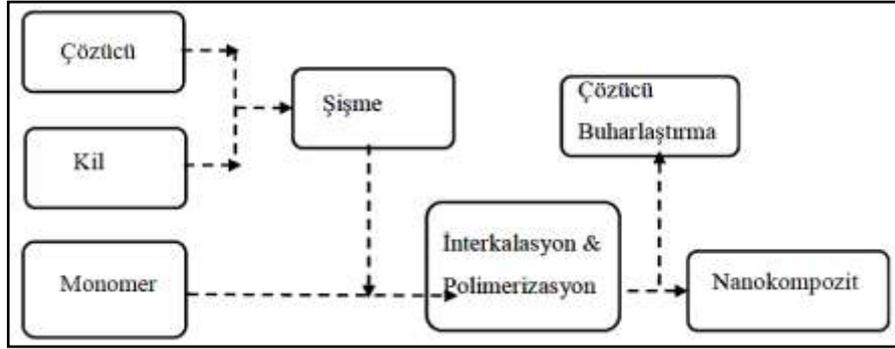 Çözücü
Kil
Monomer
Şişme
İnterkalasyon &
Polimerizasyon
Çözücü
Buharlaştırma
Nanokompozit